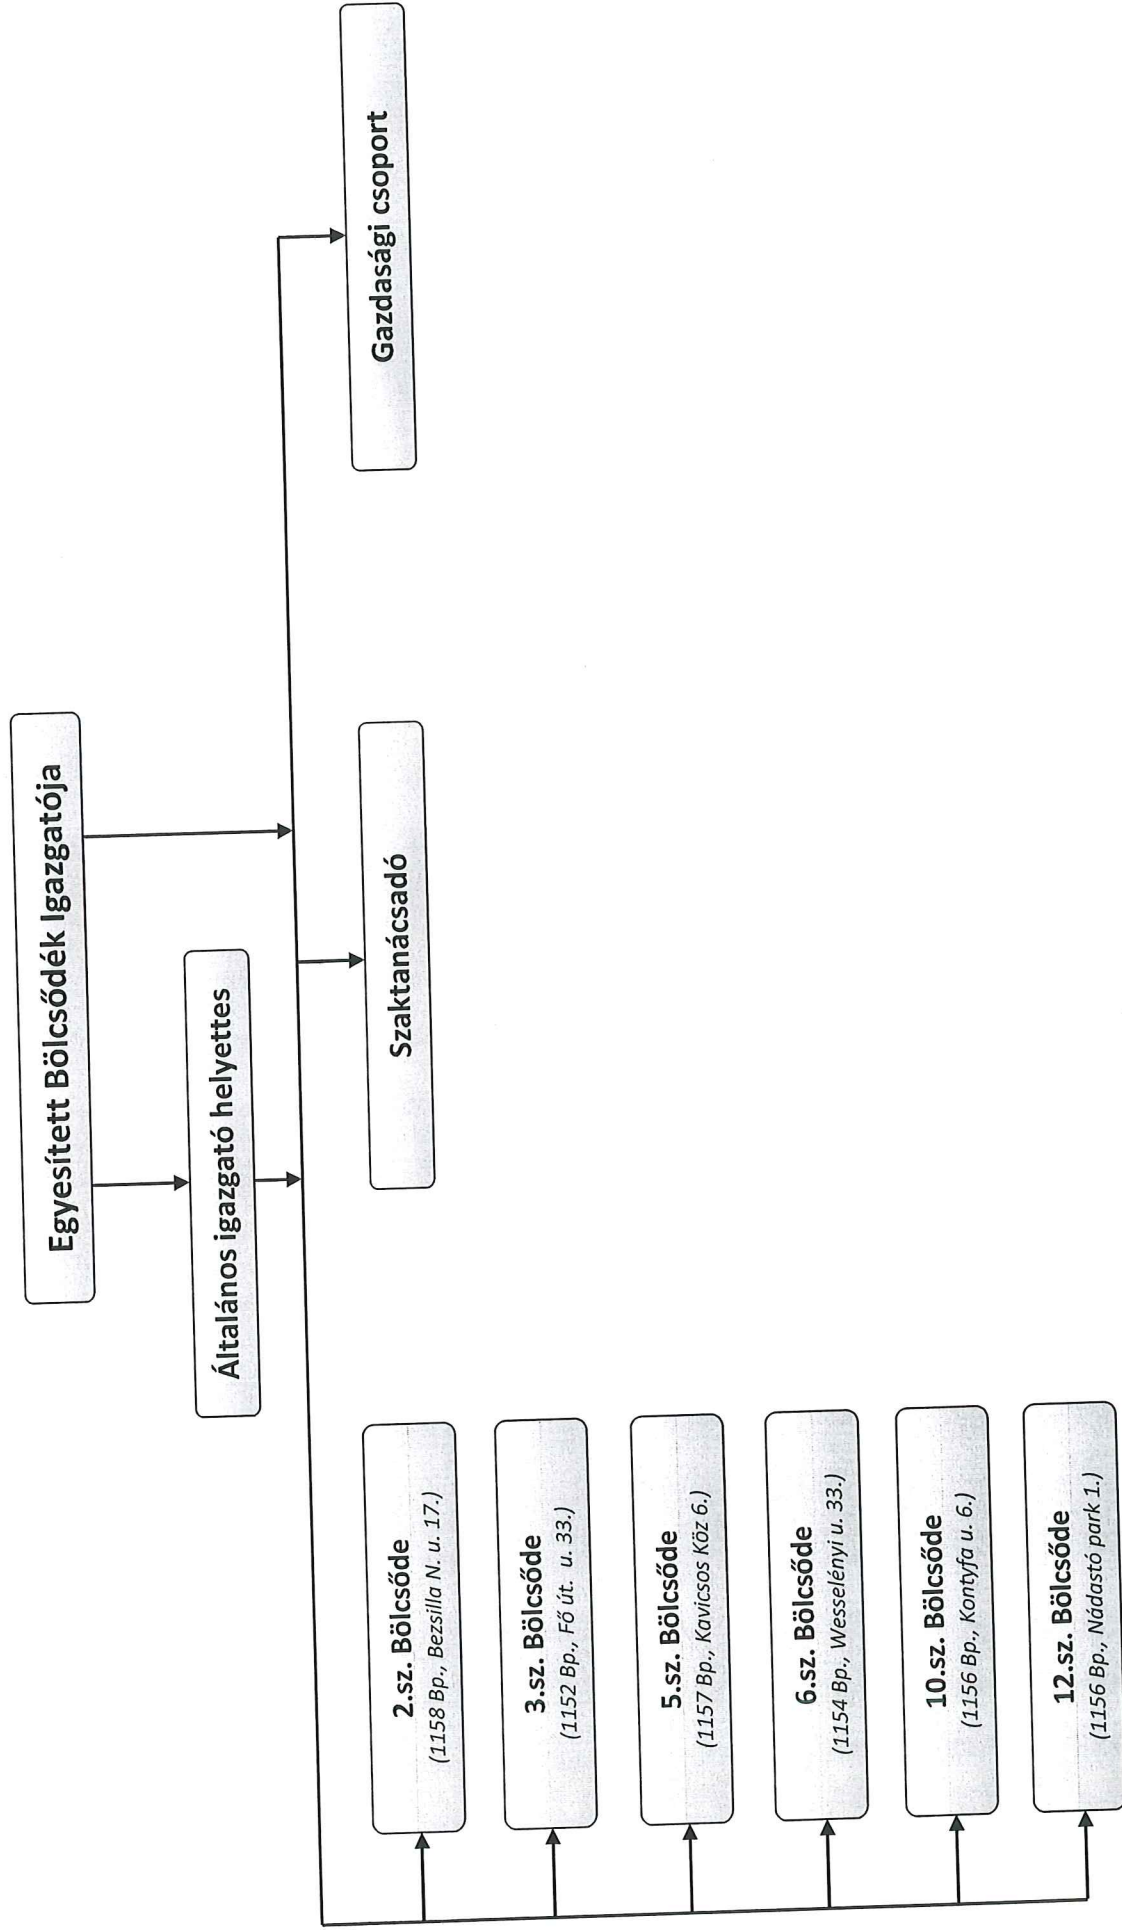 Egyesített Bölcsődék Igazgatója
Általános igazgató helyettes
2.sz. Bölcsőde
(1158 Bp., Bezsilla N. u. 17.)
3.sz. Bölcsőde
(1152 Bp., Fő út. u. 33.)
5.sz. Bölcsőde
(1157 Bp., Kavicsos Köz 6.)
6.sz. Bölcsőde
(1154 Bp., Wesselényi u. 33.)
10.sz. Bölcsőde
(1156 Bp., Kontyfa u. 6.)
12.sz. Bölcsőde
(1156 Bp., Nádastó park 1.)
Szaktanácsadó
Gazdasági csoport